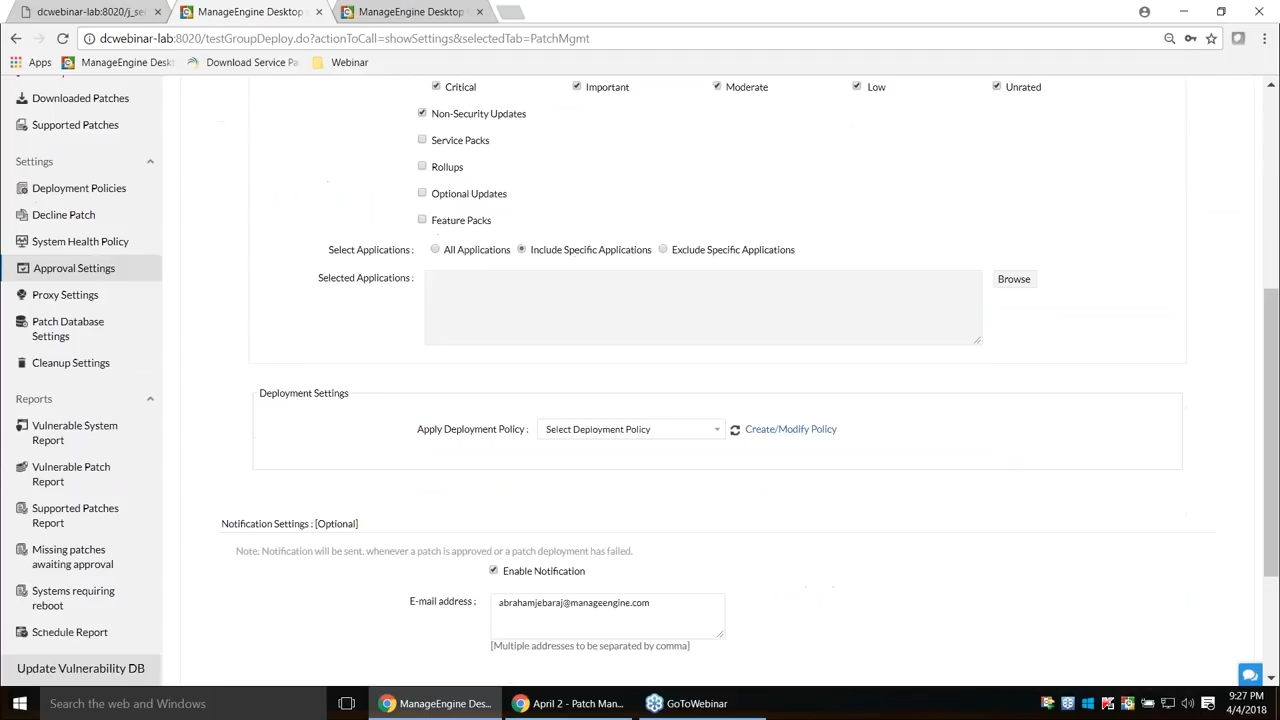 dcwebinar-lab:8020/j_se
ManageEngine Desktop
ManageEngine Desktop
dcwebinar-lab:8020/testGroupDeploy.do?actionToCall=showSettings&selectedTab=PatchMgmt
Apps
ManageEngine Deskt
Download Service Pa
Webinar
Downloaded Patches
Supported Patches
Settings
Deployment Policies
Decline Patch
System Health Policy
Approval Settings
Proxy Settings
Patch Database
Settings
Cleanup Settings
Reports
Vulnerable System
Report
Vulnerable Patch
Report
Supported Patches
Report
Missing patches
awaiting approval
Systems requiring
reboot
Schedule Report
Update Vulnerability DB
Critical
Important
Moderate
Low
Unrated
Non-Security Updates
Service Packs
Rollups
Optional Updates
Feature Packs
Select Applications :
All Applications
Include Specific Applications
Exclude Specific Applications
Selected Applications :
Browse
Deployment Settings
Apply Deployment Policy :
Select Deployment Policy
Create/Modify Policy
Notification Settings : [Optional]
Note: Notification will be sent, whenever a patch is approved or a patch deployment has failed.
Enable Notification
E-mail address :
abrahamjebaraj@manageengine.com
[Multiple addresses to be separated by comma]
Search the web and Windows
ManageEngine Des...
April 2 - Patch Man...
GoToWebinar
9:27 PM
4/4/2018